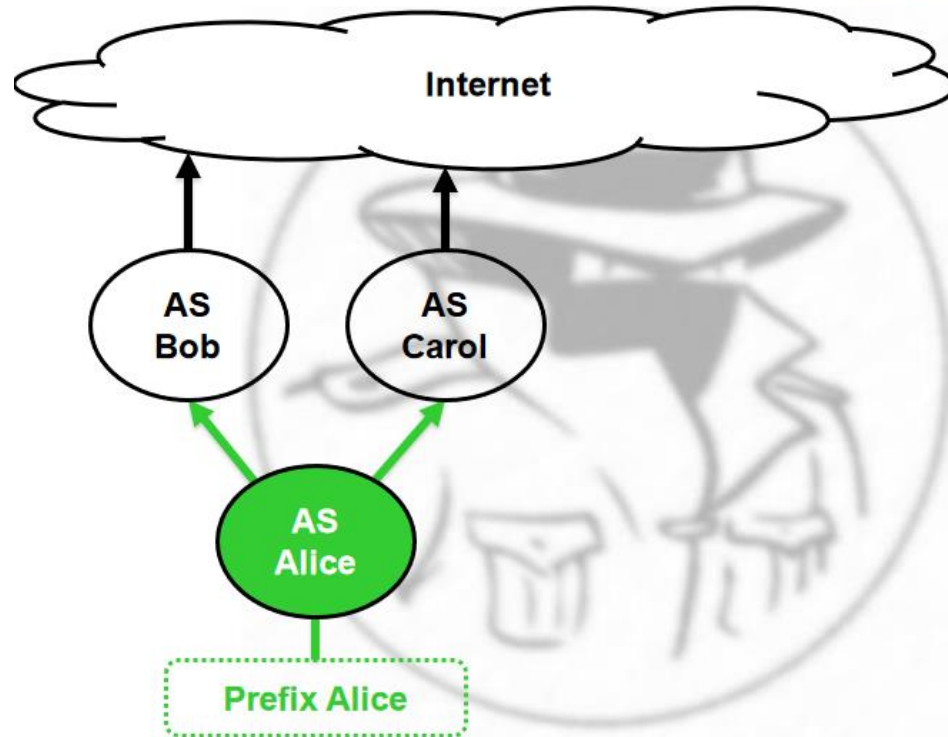 Internet
AS
Bob
AS
Carol
AS
Alice
Prefix Alice